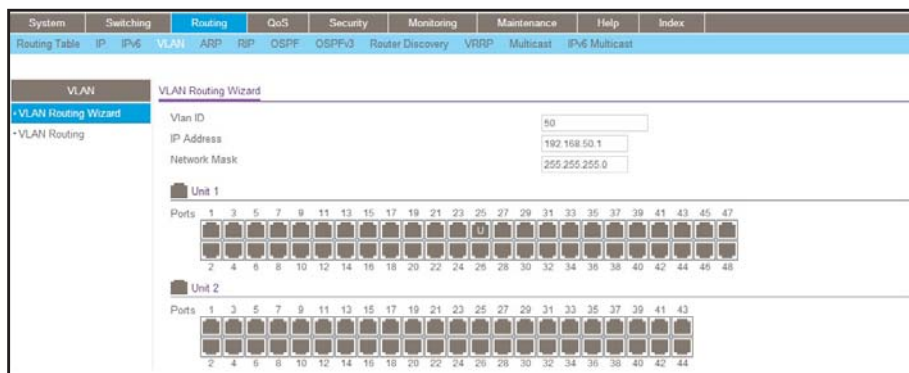 System Switching Routing QoS Security Monitoring Maintenance Help Index
Routing Table IP IPv6 VLAN ARP RIP OSPF OSPFv3 Router Discovery VRRP Multicast IPv6 Multicast
VLAN
• VLAN Routing Wizard
• VLAN Routing
VLAN Routing Wizard
Vlan ID 50
IP Address 192.168.50.1
Network Mask 255.255.255.0
Unit 1
Ports 1 3 5 7 9 11 13 15 17 19 21 23 25 27 29 31 33 35 37 39 41 43 45 47
U
2 4 6 8 10 12 14 16 18 20 22 24 26 28 30 32 34 36 38 40 42 44 46 48
Unit 2
Ports 1 3 5 7 9 11 13 15 17 19 21 23 25 27 29 31 33 35 37 39 41 43
2 4 6 8 10 12 14 16 18 20 22 24 26 28 30 32 34 36 38 40 42 44